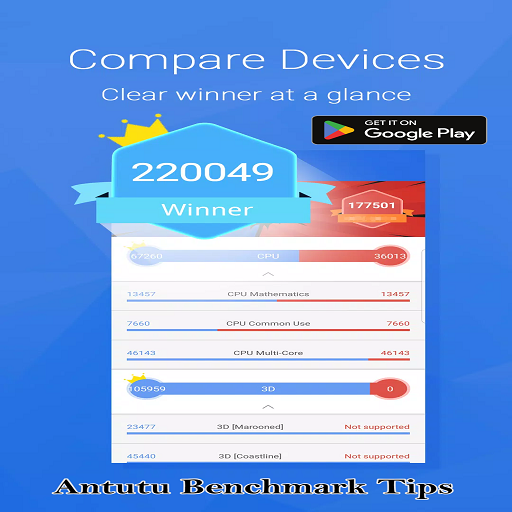 Compare Devices
Clear winner at a glance
GET IT ON
Google Play
220049
Winner
177501
67260 CPU 36013
13457 CPU Mathematics 13457
7660 CPU Common Use 7660
46143 CPU Multi-Core 46143
105959 3D 0
23477 3D [Marooned] Not supported
45440 3D [Coastline] Not supported
Antutu Benchmark Tips